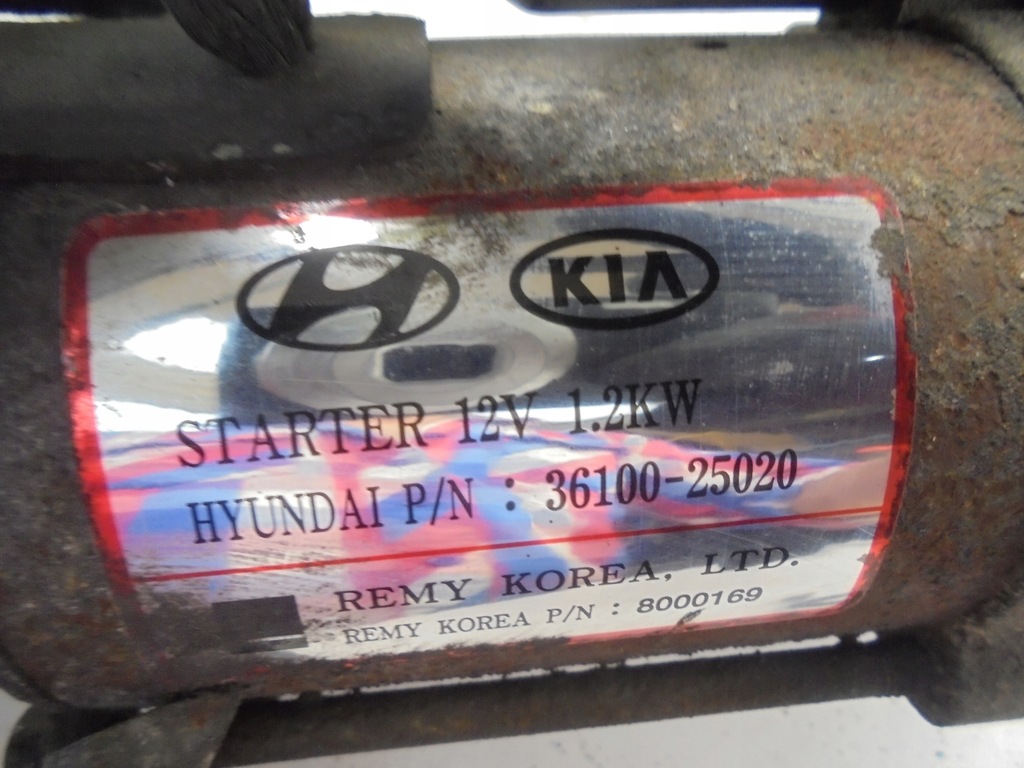 KIA
STARTER 12V 1.2KW
HYUNDAI P/N : 36100-25020
REMY KOREA, LTD.
REMY KOREA P/N : 8000169